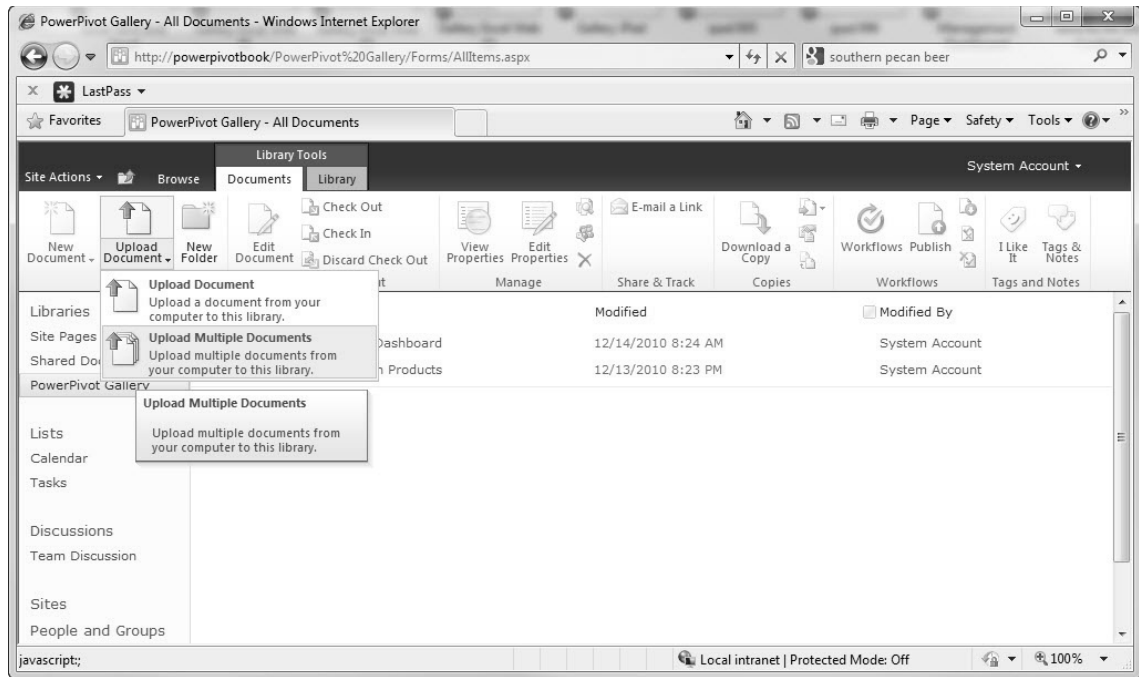 PowerPivot Gallery - All Documents - Windows Internet Explorer
http://powerpivotbook/PowerPivot%20Gallery/Forms/AllItems.aspx
southern pecan beer
LastPass
Favorites
PowerPivot Gallery - All Documents
Page
Safety
Tools
Library Tools
System Account
Site Actions
Browse
Documents
Library
New Document
Upload Document
New Folder
Edit Document
Check Out
Check In
Discard Check Out
View Properties
Edit Properties
E-mail a Link
Download a Copy
Workflows
Publish
I Like It
Tags & Notes
Manage
Share & Track
Copies
Workflows
Tags and Notes
Upload Document
Upload a document from your
computer to this library.
Upload Multiple Documents
Upload multiple documents from
your computer to this library.
Upload Multiple Documents
Upload multiple documents from
your computer to this library.
Modified
Modified By
Dashboard
12/14/2010 8:24 AM
System Account
Products
12/13/2010 8:23 PM
System Account
Libraries
Site Pages
Shared
PowerPivot Gallery
Lists
Calendar
Tasks
Discussions
Team Discussion
Sites
People and Groups
javascript:;
Local intranet | Protected Mode: Off
100%